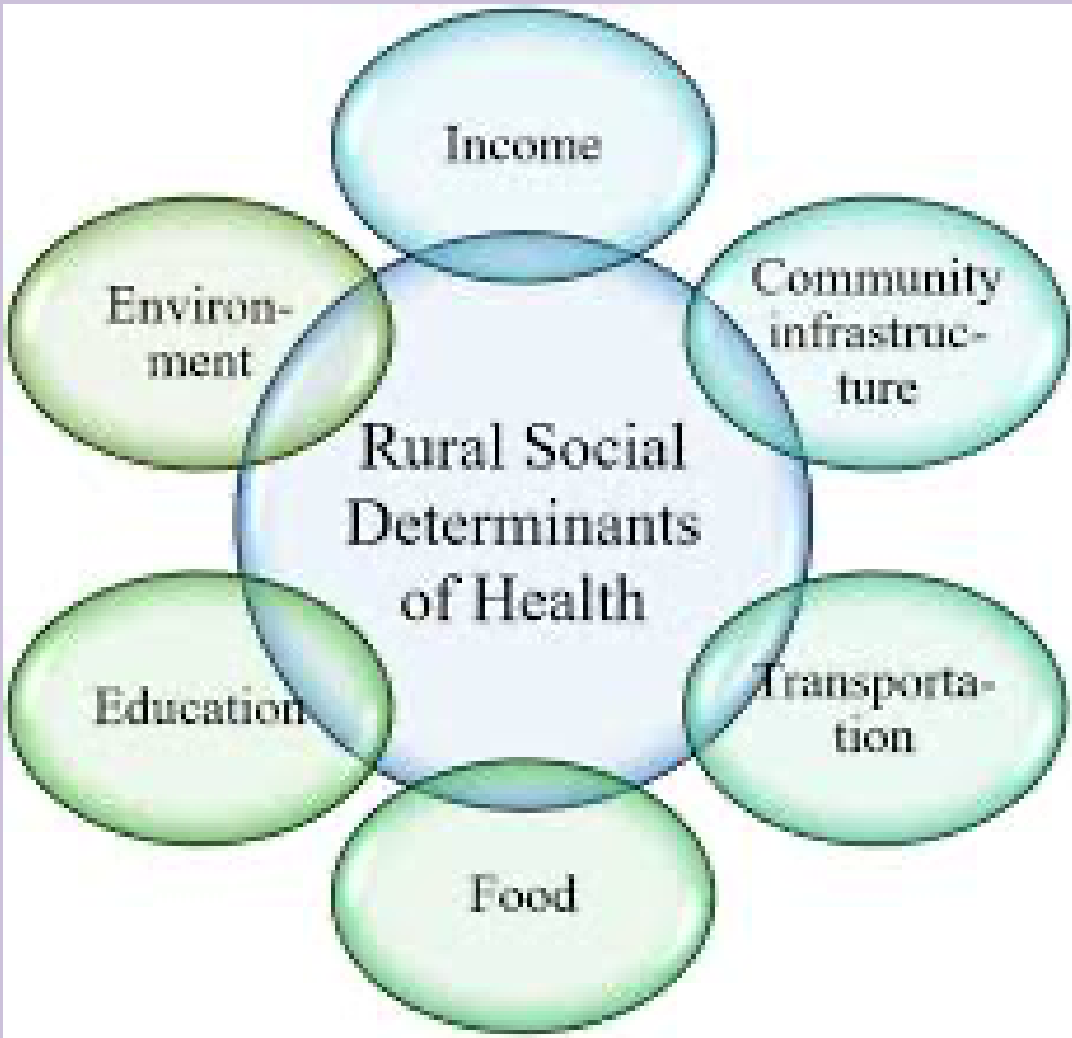 Income
Community
infrastruc-
ture
Environ-
ment
Rural Social
Determinants
of Health
Transporta-
tion
Education
Food